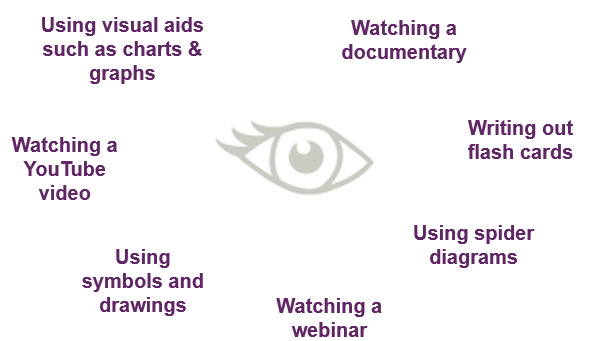 Using visual aids
such as charts &
graphs
Watching a
documentary
Writing out
flash cards
Watching a
YouTube
video
Using spider
diagrams
Using
symbols and
drawings
Watching a
webinar